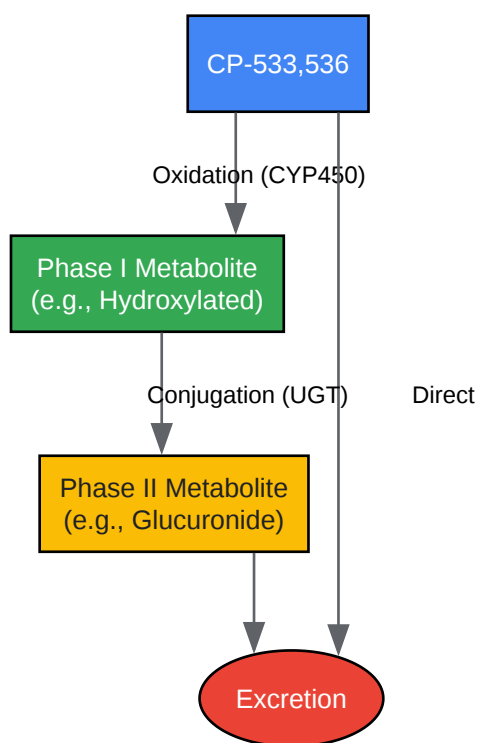 CP-533,536
Oxidation (CYP450)
Phase I Metabolite
(e.g., Hydroxylated)
Conjugation (UGT)
Direct
Phase II Metabolite
(e.g., Glucuronide)
Excretion